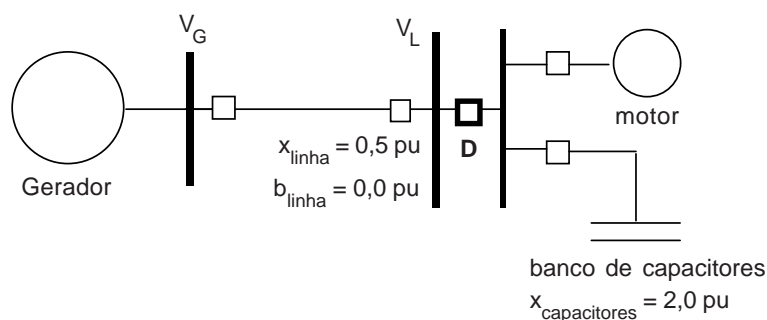 V_G
V_L
motor
x_linha = 0,5 pu
D
Gerador
b_linha = 0,0 pu
banco de capacitores
x_capacitores = 2,0 pu